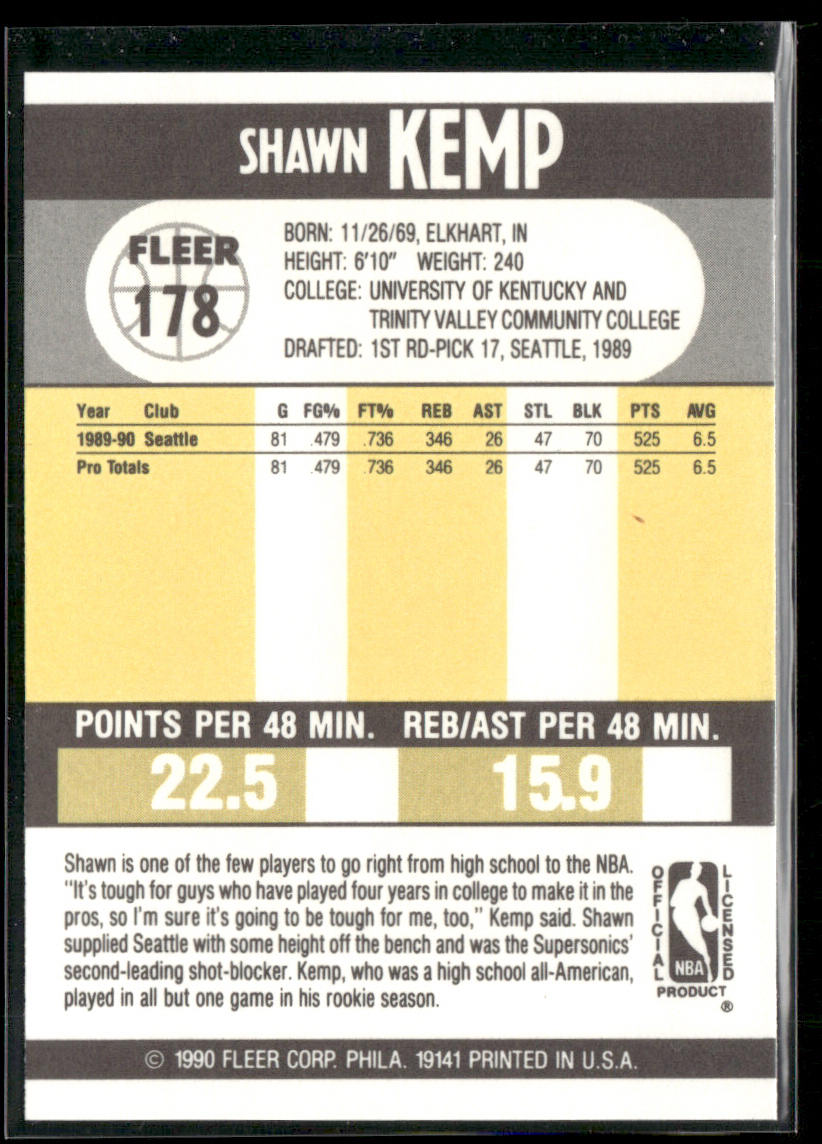 SHAWN KEMP
FLEER
178
BORN: 11/26/69, ELKHART, IN
HEIGHT: 6'10" WEIGHT: 240
COLLEGE: UNIVERSITY OF KENTUCKY AND
TRINITY VALLEY COMMUNITY COLLEGE
DRAFTED: 1ST RD-PICK 17, SEATTLE, 1989
Year Club G FG% FT% REB AST STL BLK PTS AVG
1989-90 Seattle 81 .479 .736 346 26 47 70 525 6.5
Pro Totals 81 .479 .736 346 26 47 70 525 6.5
POINTS PER 48 MIN. REB/AST PER 48 MIN.
22.5 15.9
Shawn is one of the few players to go right from high school to the NBA.
"It's tough for guys who have played four years in college to make it in the
pros, so I'm sure it's going to be tough for me, too," Kemp said. Shawn
supplied Seattle with some height off the bench and was the Supersonics'
second-leading shot-blocker. Kemp, who was a high school all-American,
played in all but one game in his rookie season.
OFFICIAL
LICENSED
NBA
PRODUCT
®
© 1990 FLEER CORP. PHILA. 19141 PRINTED IN U.S.A.